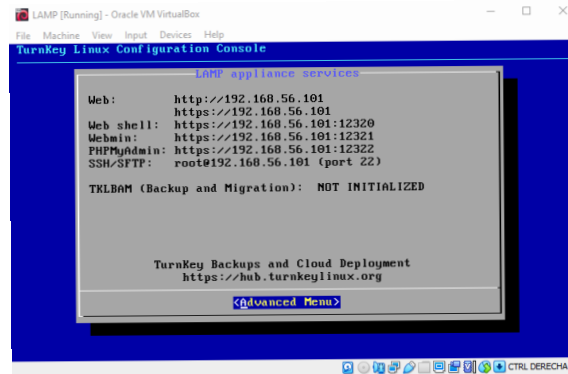 LAMP [Running] - Oracle VM VirtualBox
File Machine View Input Devices Help
TurnKey Linux Configuration Console
LAMP appliance services
Web: http://192.168.56.101
https://192.168.56.101
Web shell: https://192.168.56.101:12320
Webmin: https://192.168.56.101:12321
PHPMyAdmin: https://192.168.56.101:12322
SSH/SFTP: root@192.168.56.101 (port 22)
TKLBAM (Backup and Migration): NOT INITIALIZED
TurnKey Backups and Cloud Deployment
https://hub.turnkeylinux.org
<Advanced Menu>
CTRL DERECHA